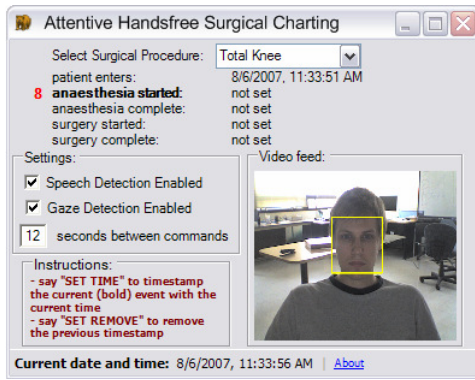 Attentive Handsfree Surgical Charting
Select Surgical Procedure: Total Knee
patient enters: 8/6/2007, 11:33:51 AM
8 anaesthesia started: not set
anaesthesia complete: not set
surgery started: not set
surgery complete: not set
Settings: Video feed:
Speech Detection Enabled
Gaze Detection Enabled
12 seconds between commands
Instructions:
- say "SET TIME" to timestamp
the current (bold) event with the
current time
- say "SET REMOVE" to remove
the previous timestamp
Current date and time: 8/6/2007, 11:33:56 AM | About